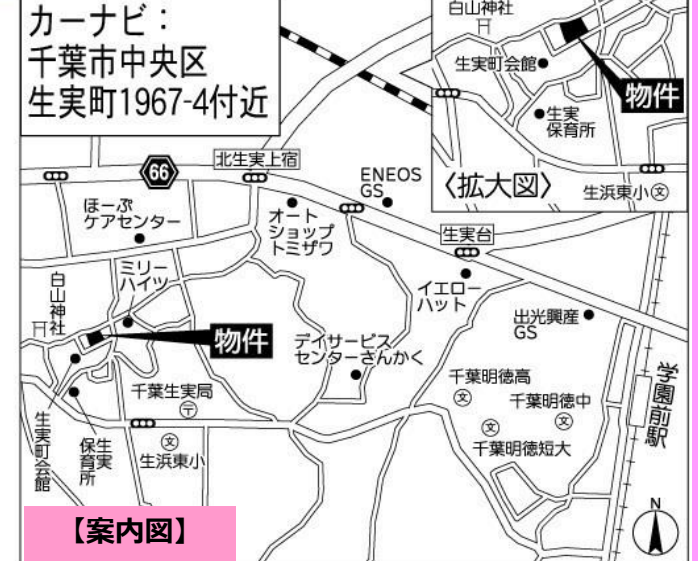 カーナビ：
千葉市中央区
生実町1967-4付近
白山神社
生実町会館
物件
生実
保育所
〈拡大図〉
生浜東小
文
66
北生実上宿
ENEOS
GS
ほーぷ
ケアセンター
オート
ショップ
トミザワ
生実台
ミリー
ハイツ
白山神社
イエロー
ハット
物件
出光興産
GS
デイサービス
センターさんかく
学園前駅
千葉生実局
〒
千葉明徳高
文
千葉明徳中
文
文
千葉明徳短大
生実町会館
生実
保育所
文
生浜東小
N
【案内図】